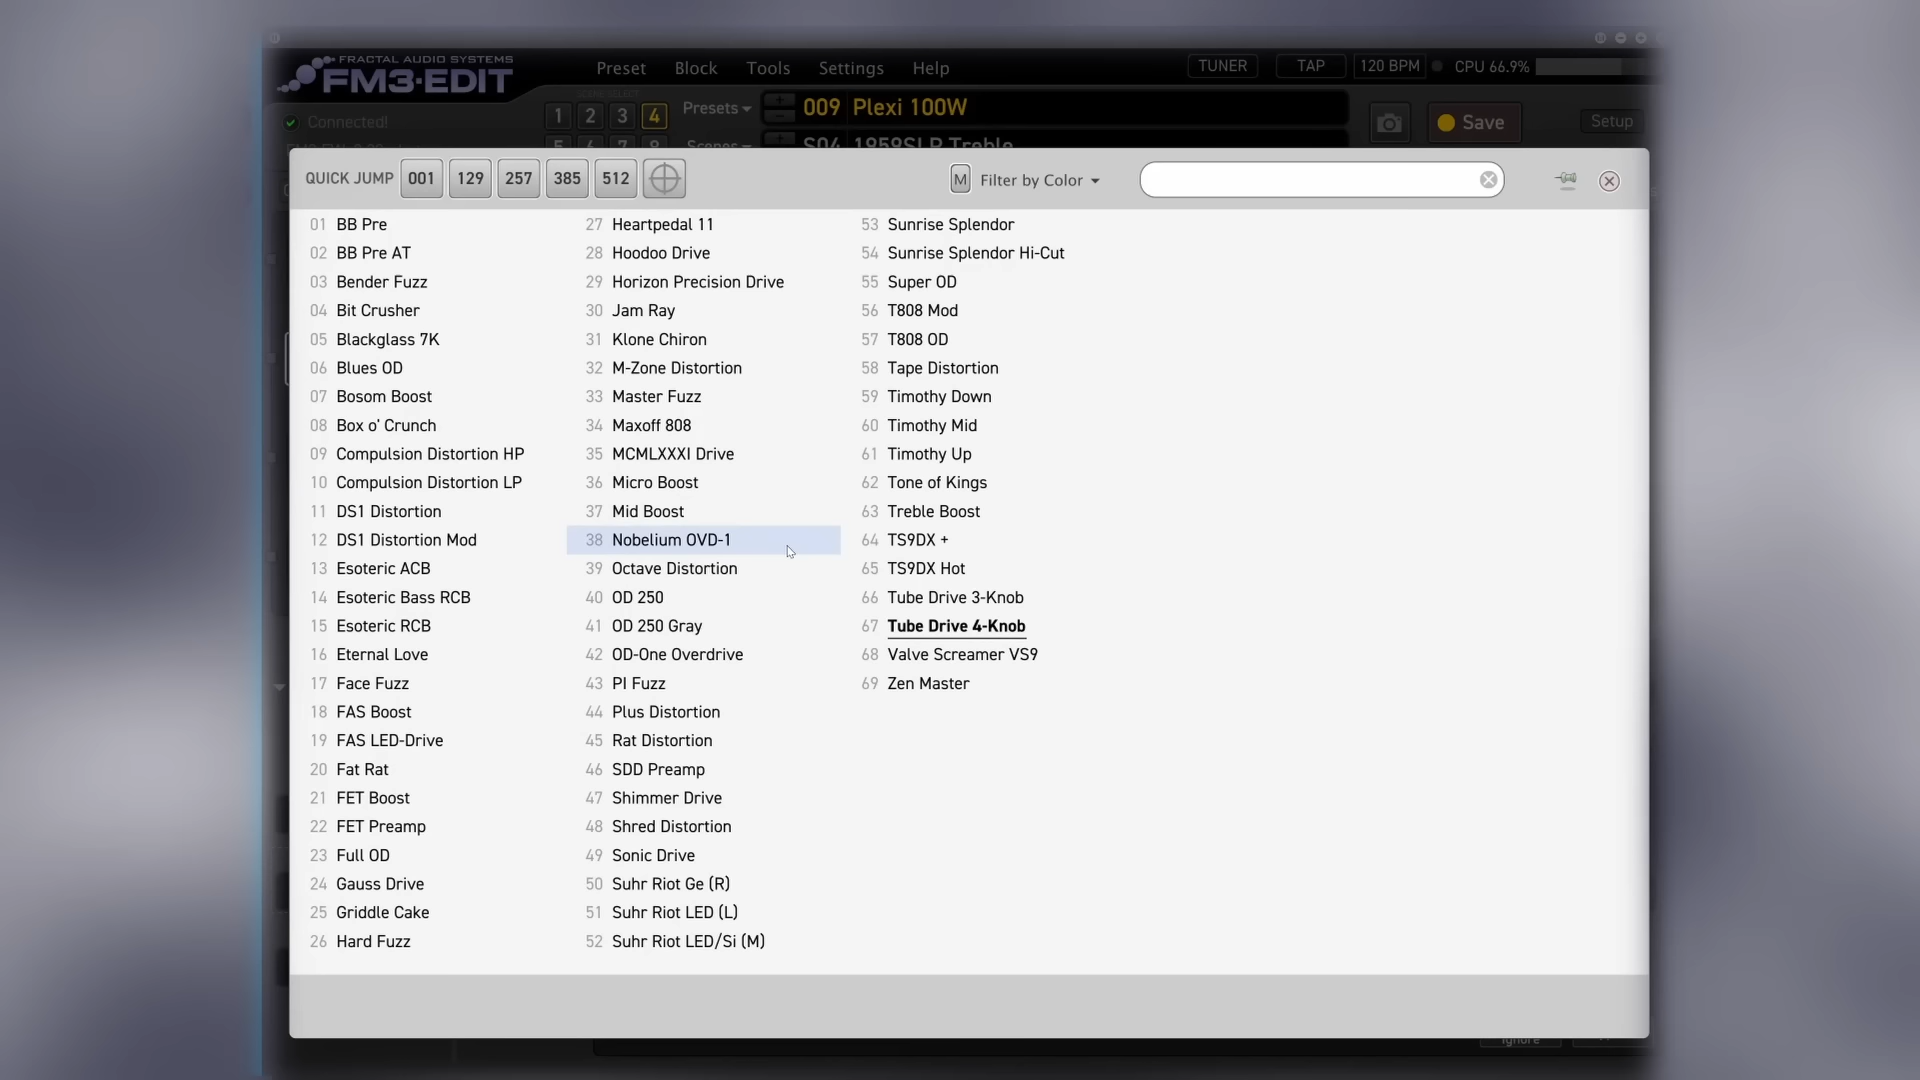 FRACTAL AUDIO SYSTEMS
FM3·EDIT
Preset Block Tools Settings Help
TUNER TAP 120 BPM CPU 66.9%
Connected!
1 2 3 4 Presets 009 Plexi 100W
Save Setup
Scenes S04 1959SLP Treble
QUICK JUMP 001 129 257 385 512
M Filter by Color
01 BB Pre
02 BB Pre AT
03 Bender Fuzz
04 Bit Crusher
05 Blackglass 7K
06 Blues OD
07 Bosom Boost
08 Box o' Crunch
09 Compulsion Distortion HP
10 Compulsion Distortion LP
11 DS1 Distortion
12 DS1 Distortion Mod
13 Esoteric ACB
14 Esoteric Bass RCB
15 Esoteric RCB
16 Eternal Love
17 Face Fuzz
18 FAS Boost
19 FAS LED-Drive
20 Fat Rat
21 FET Boost
22 FET Preamp
23 Full OD
24 Gauss Drive
25 Griddle Cake
26 Hard Fuzz
27 Heartpedal 11
28 Hoodoo Drive
29 Horizon Precision Drive
30 Jam Ray
31 Klone Chiron
32 M-Zone Distortion
33 Master Fuzz
34 Maxoff 808
35 MCMLXXXI Drive
36 Micro Boost
37 Mid Boost
38 Nobelium OVD-1
39 Octave Distortion
40 OD 250
41 OD 250 Gray
42 OD-One Overdrive
43 PI Fuzz
44 Plus Distortion
45 Rat Distortion
46 SDD Preamp
47 Shimmer Drive
48 Shred Distortion
49 Sonic Drive
50 Suhr Riot Ge (R)
51 Suhr Riot LED (L)
52 Suhr Riot LED/Si (M)
53 Sunrise Splendor
54 Sunrise Splendor Hi-Cut
55 Super OD
56 T808 Mod
57 T808 OD
58 Tape Distortion
59 Timothy Down
60 Timothy Mid
61 Timothy Up
62 Tone of Kings
63 Treble Boost
64 TS9DX +
65 TS9DX Hot
66 Tube Drive 3-Knob
67 Tube Drive 4-Knob
68 Valve Screamer VS9
69 Zen Master
Ignore